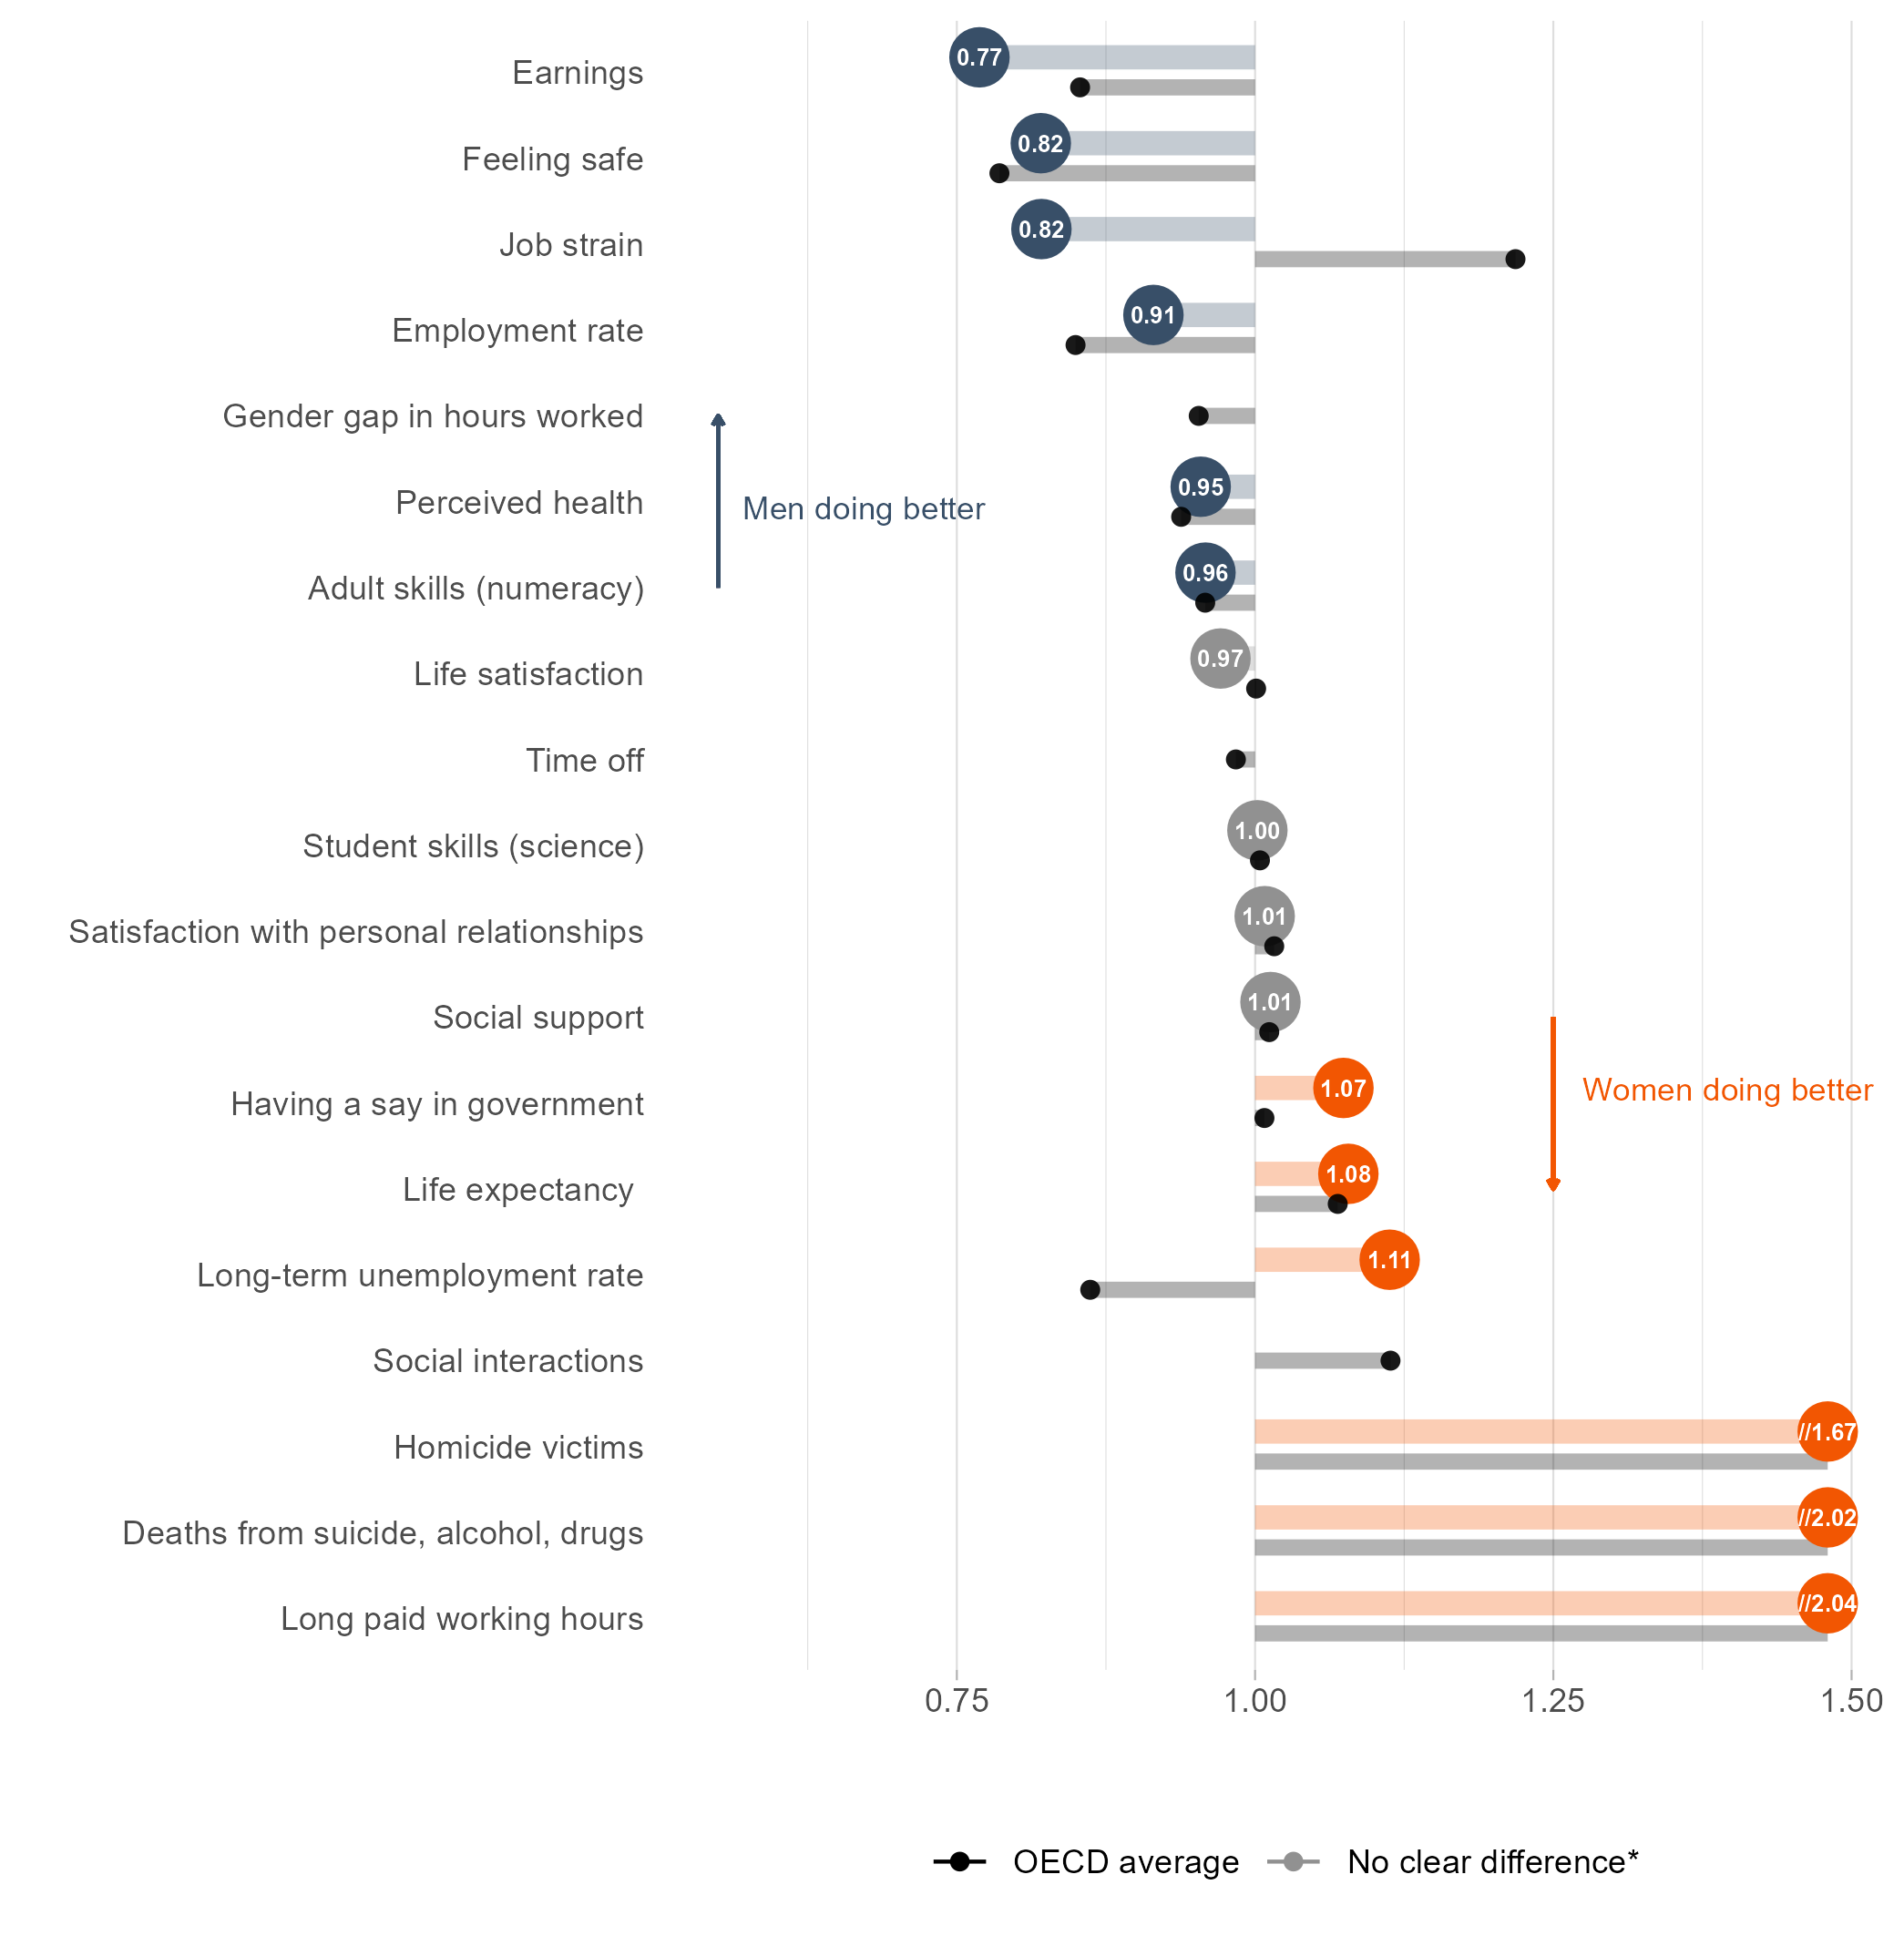 Earnings
0.77
Feeling safe
0.82
Job strain
0.82
Employment rate
0.91
Gender gap in hours worked
Perceived health
0.95
Men doing better
Adult skills (numeracy)
0.96
Life satisfaction
0.97
Time off
Student skills (science)
1.00
Satisfaction with personal relationships
1.01
Social support
1.01
Having a say in government
1.07
Women doing better
Life expectancy
1.08
Long-term unemployment rate
1.11
Social interactions
Homicide victims
//1.67
Deaths from suicide, alcohol, drugs
//2.02
Long paid working hours
//2.04
0.75 1.00 1.25 1.50
OECD average No clear difference*